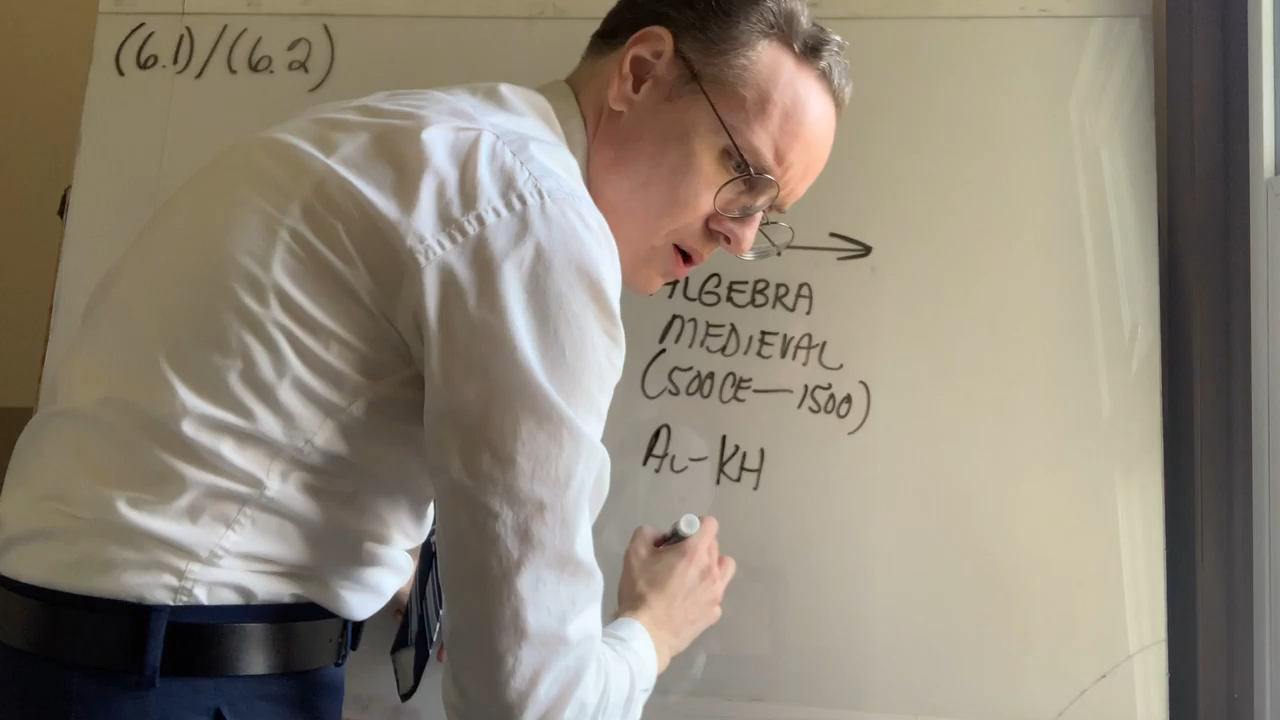 (6.1)/(6.2)
ALGEBRA
MEDIEVAL
(500CE—1500)
AL-KH